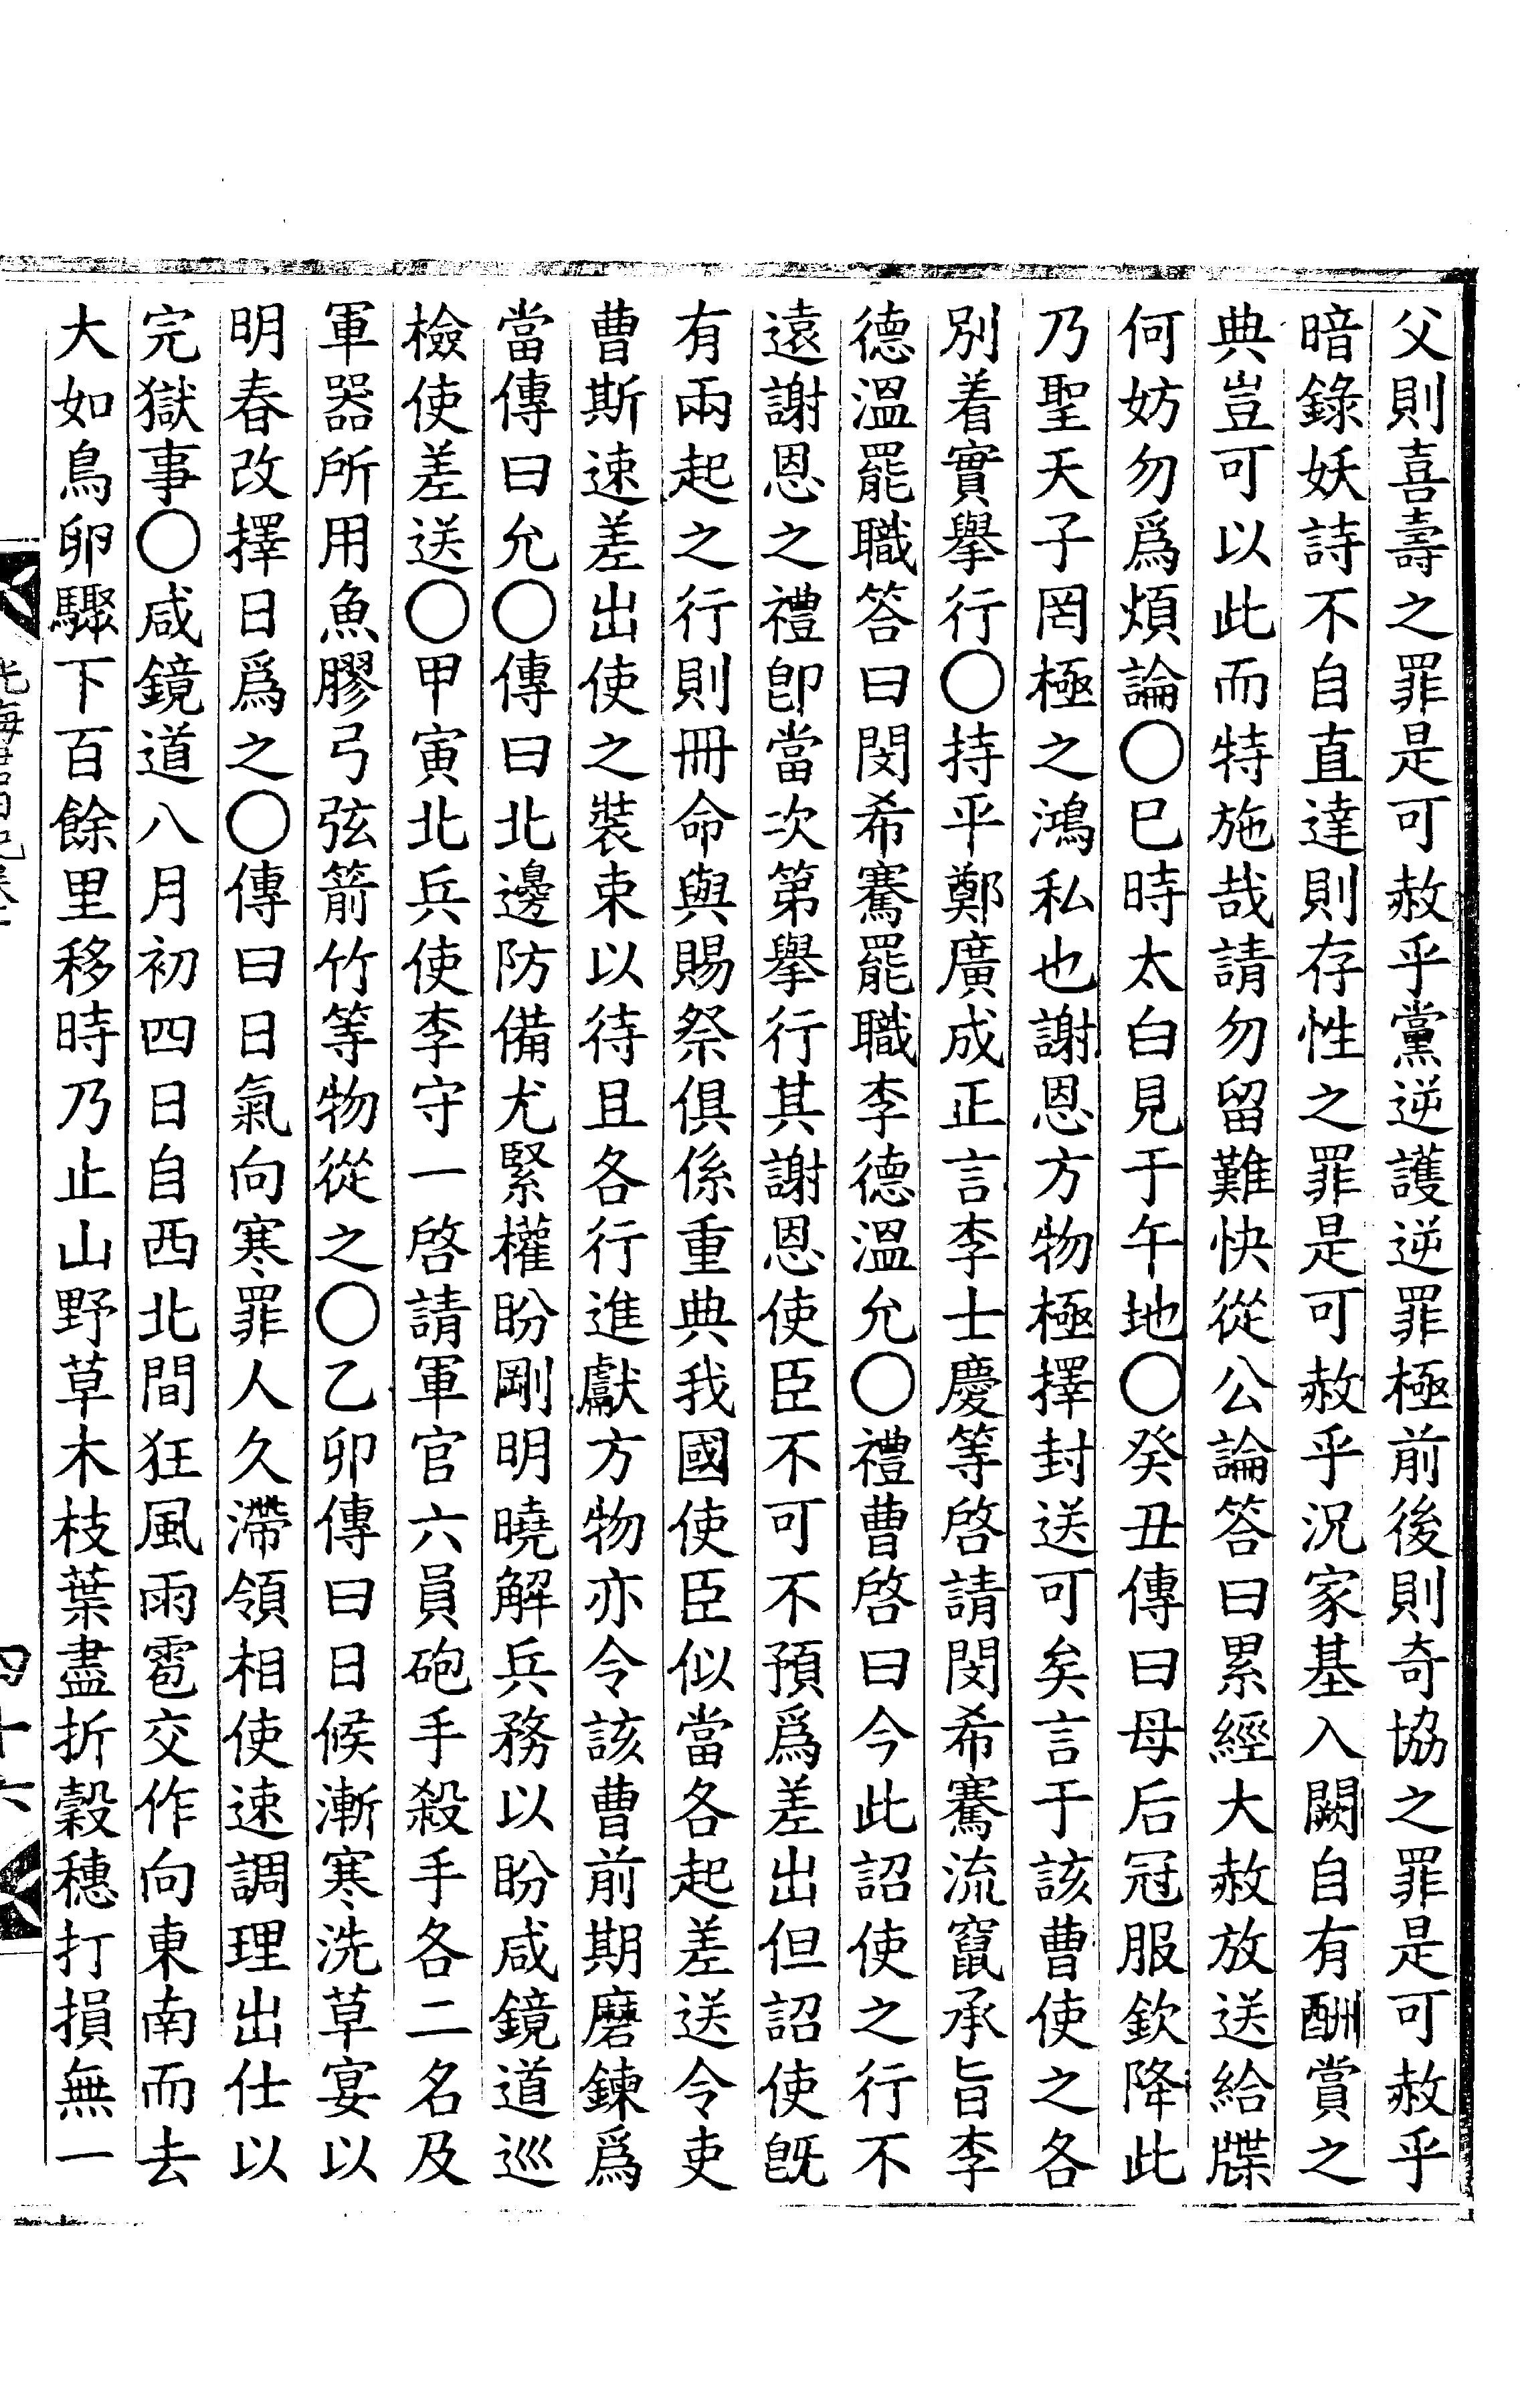 父則喜壽之罪是可赦乎黨逆護逆罪極前後則奇協之罪是可赦乎
暗錄妖詩不自直達則存性之罪是可赦乎況家基入闕自有酬賞之
典豈可以此而特施哉請勿留難快從公論答曰累經大赦放送給牒
何妨勿爲煩論〇巳時太白見于午地〇癸丑傳曰母后冠服欽降此
乃聖天子罔極之鴻私也謝恩方物極擇封送可矣言于該曹使之各
別着實擧行〇持平鄭廣成正言李士慶等啓請閔希騫流竄承旨李
德溫罷職答曰閔希騫罷職李德溫允〇禮曹啓曰今此詔使之行不
遠謝恩之禮卽當次第擧行其謝恩使臣不可不預爲差出但詔使旣
有兩起之行則冊命與賜祭俱係重典我國使臣似當各起差送令吏
曹斯速差出使之裝束以待且各行進獻方物亦令該曹前期磨鍊爲
當傳曰允〇傳曰北邊防備尤緊權盼剛明曉解兵務以盼咸鏡道巡
檢使差送〇甲寅北兵使李守一啓請軍官六員砲手殺手各二名及
軍器所用魚膠弓弦箭竹等物從之〇乙卯傳曰日候漸寒洗草宴以
明春改擇日爲之〇傳曰日氣向寒罪人久滯領相使速調理出仕以
完獄事〇咸鏡道八月初四日自西北間狂風雨雹交作向東南而去
大如鳥卵驟下百餘里移時乃止山野草木枝葉盡折穀穗打損無一
四十六